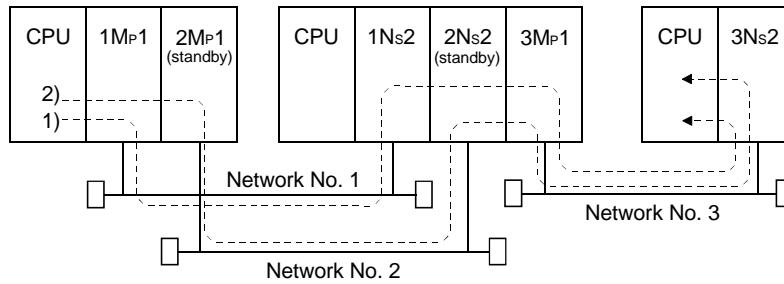 CPU 1MP1 2MP1 (standby)
CPU 1NS2 2NS2 (standby) 3MP1
CPU 3NS2
2)
1)
Network No. 1
Network No. 3
Network No. 2